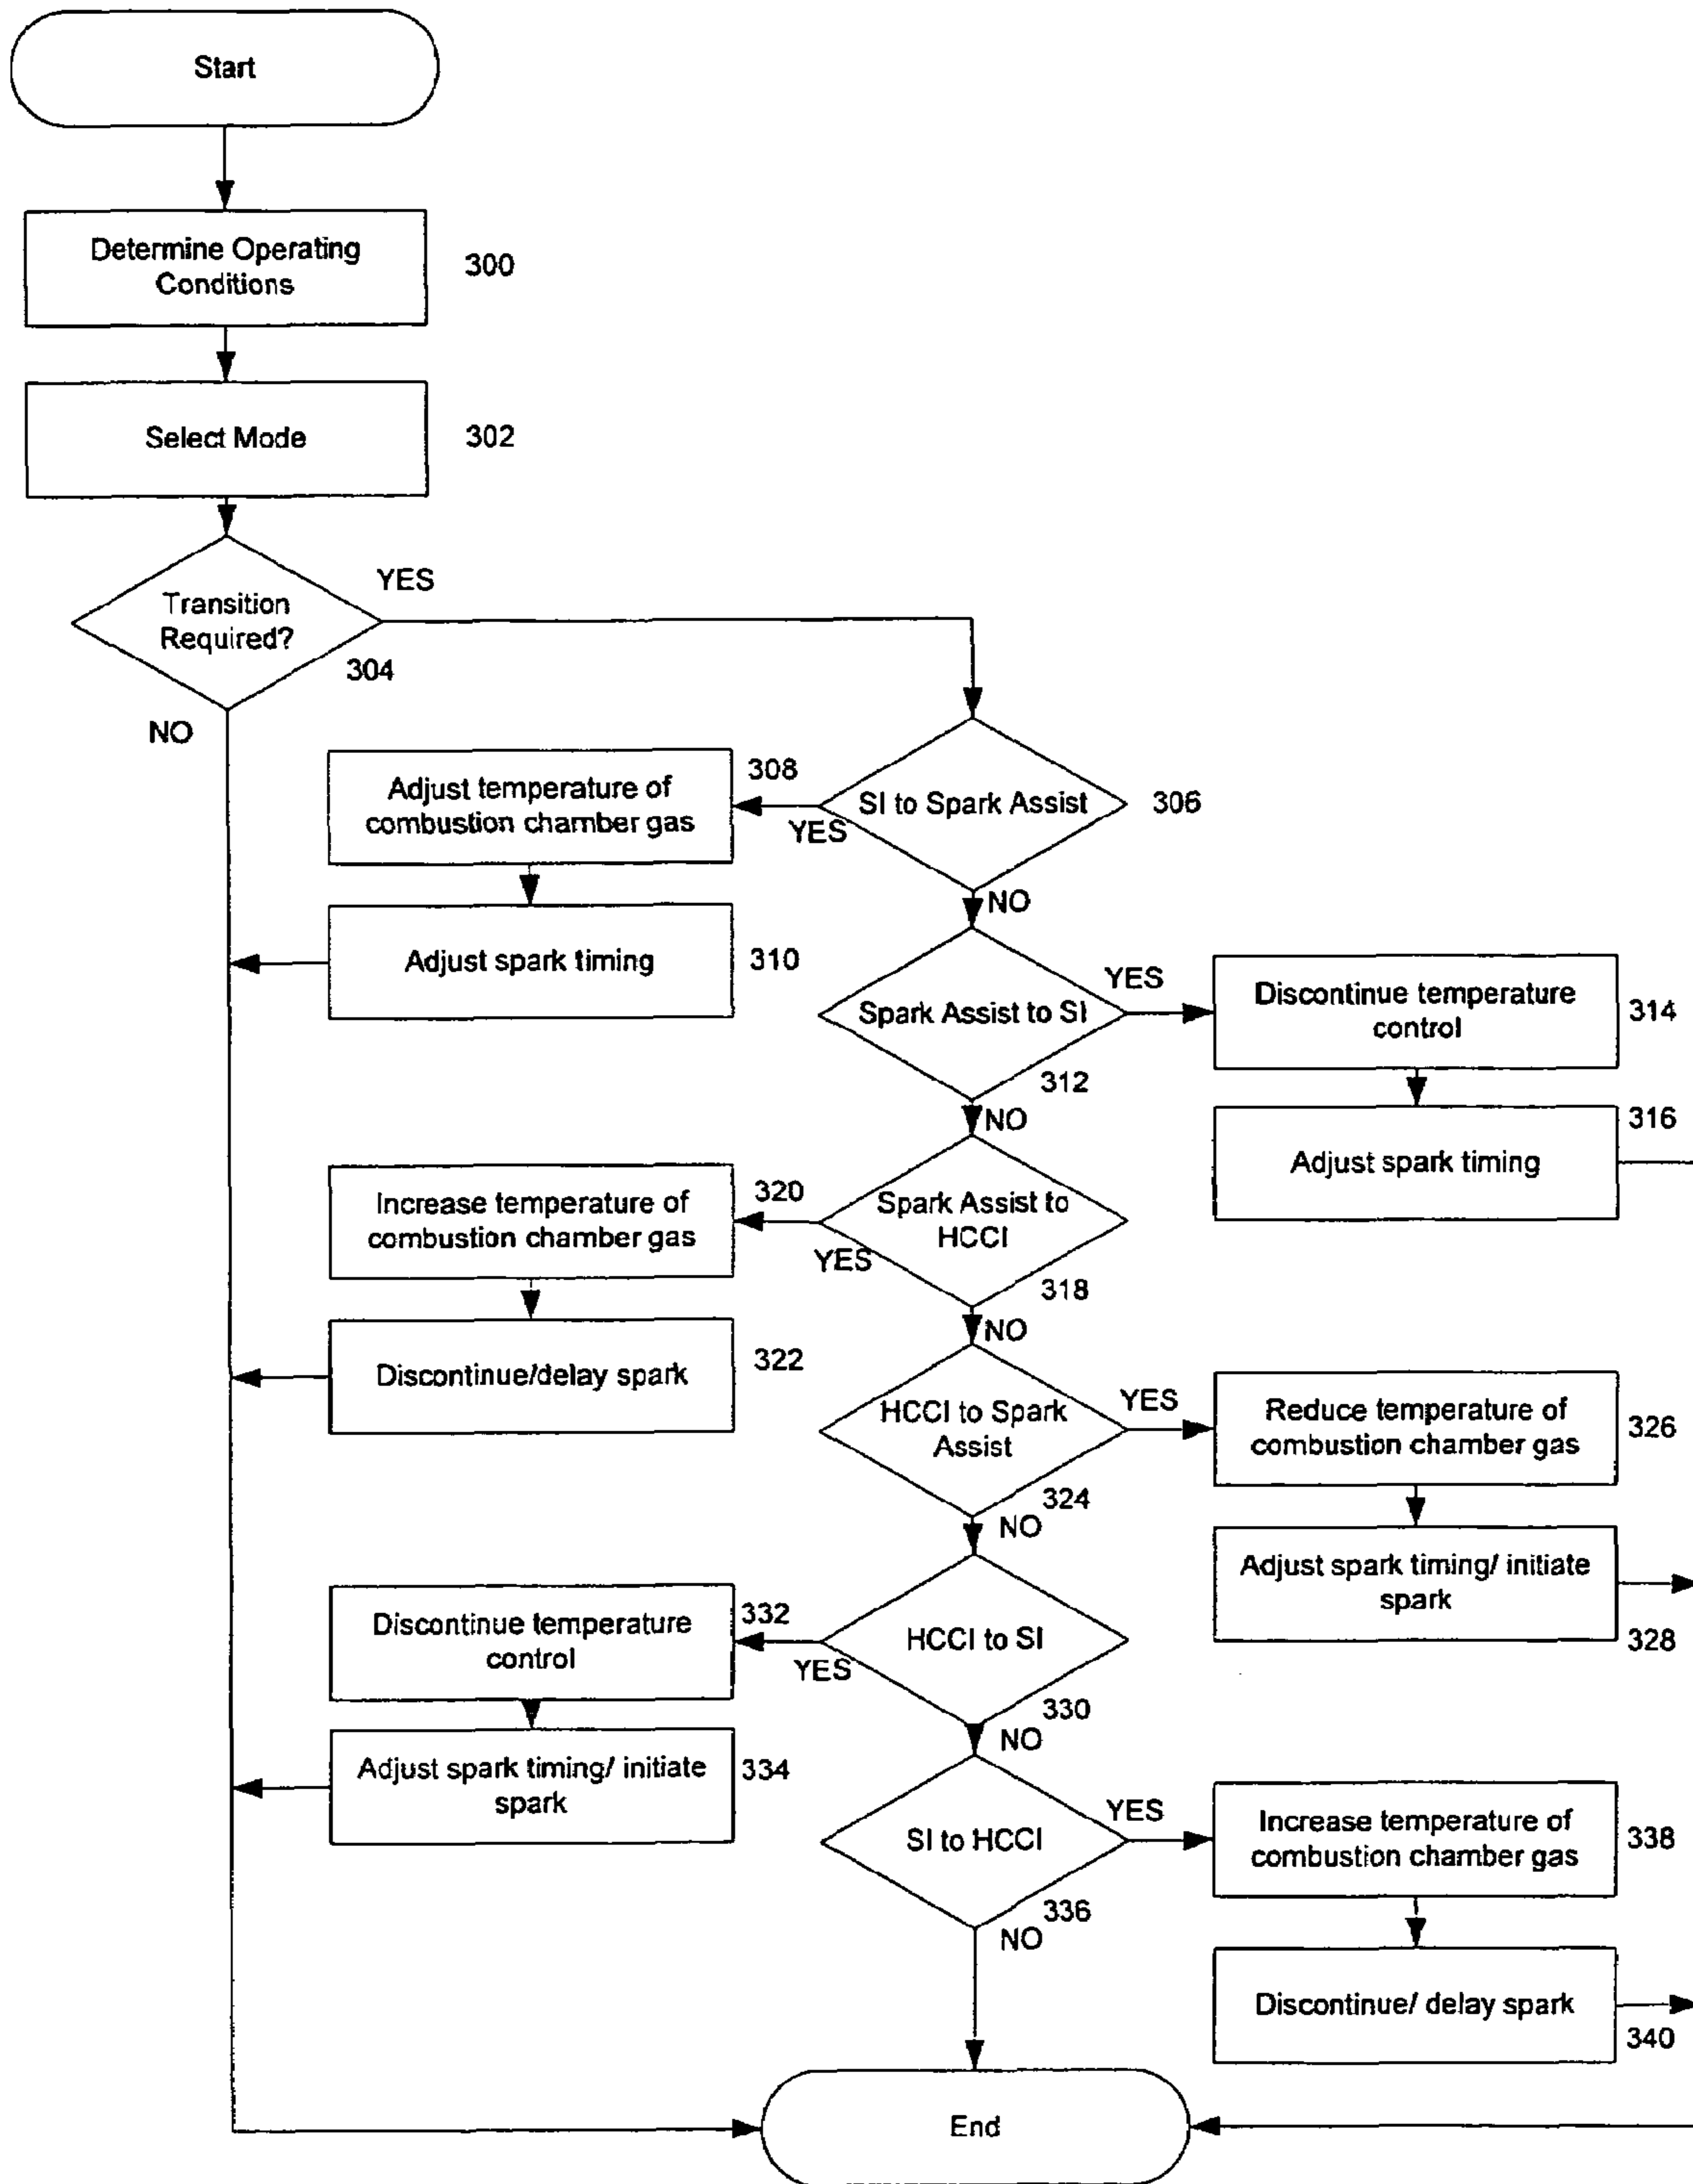 Start
Determine Operating
Conditions
300
Select Mode
302
Transition
Required?
YES
304
NO
SI to Spark Assist
306
YES
308
Adjust temperature of
combustion chamber gas
Adjust spark timing
310
NO
Spark Assist to SI
312
YES
Discontinue temperature
control
314
316
Adjust spark timing
NO
Spark Assist to
HCCI
318
YES
320
Increase temperature of
combustion chamber gas
Discontinue/delay spark
322
NO
HCCI to Spark
Assist
324
YES
Reduce temperature of
combustion chamber gas
326
Adjust spark timing/ initiate
spark
328
NO
HCCI to SI
330
YES
332
Discontinue temperature
control
Adjust spark timing/ initiate
spark
334
NO
SI to HCCI
336
YES
Increase temperature of
combustion chamber gas
338
Discontinue/ delay spark
340
NO
End